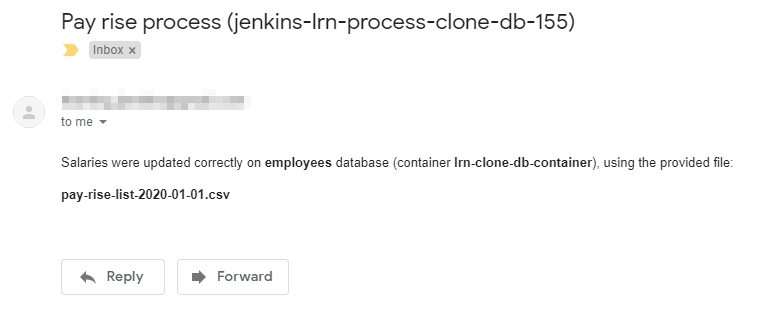 Pay rise process (jenkins-lrn-process-clone-db-155)
Inbox ×
to me
Salaries were updated correctly on employees database (container lrn-clone-db-container), using the provided file:
pay-rise-list-2020-01-01.csv
Reply
Forward